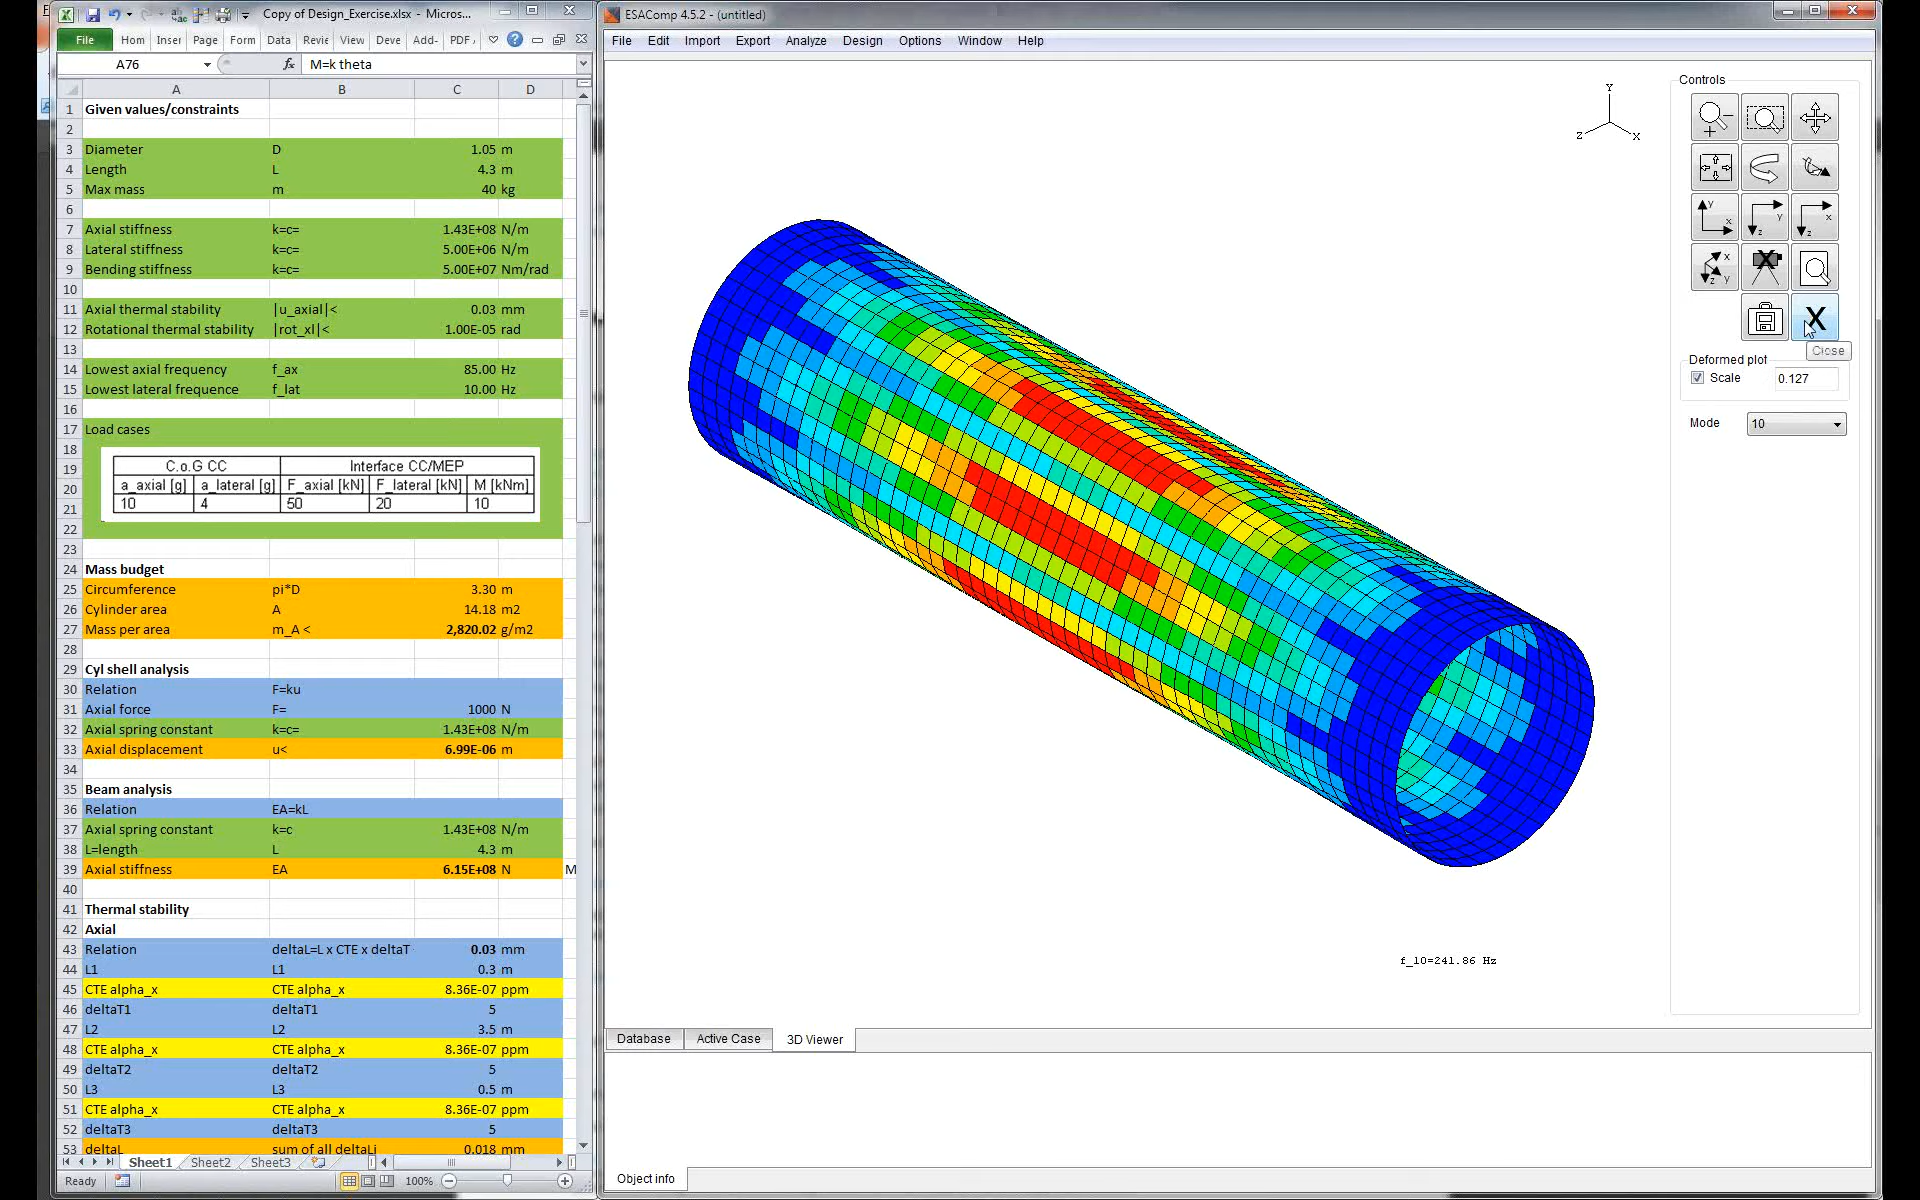 Copy of Design_Exercise.xlsx - Micros...
File Hom Inser Page Form Data Revie View Deve Add- PDF
A76 fx M=k theta
A B C D
1 Given values/constraints
2
3 Diameter D 1.05 m
4 Length L 4.3 m
5 Max mass m 40 kg
6
7 Axial stiffness k=c= 1.43E+08 N/m
8 Lateral stiffness k=c= 5.00E+06 N/m
9 Bending stiffness k=c= 5.00E+07 Nm/rad
10
11 Axial thermal stability |u_axial|< 0.03 mm
12 Rotational thermal stability |rot_xl|< 1.00E-05 rad
13
14 Lowest axial frequency f_ax 85.00 Hz
15 Lowest lateral frequence f_lat 10.00 Hz
16
17 Load cases
18
C.o.G CC Interface CC/MEP
19
a_axial [g] a_lateral [g] F_axial [kN] F_lateral [kN] M [kNm]
20
10 4 50 20 10
21
22
23
24 Mass budget
25 Circumference pi*D 3.30 m
26 Cylinder area A 14.18 m2
27 Mass per area m_A < 2,820.02 g/m2
28
29 Cyl shell analysis
30 Relation F=ku
31 Axial force F= 1000 N
32 Axial spring constant k=c= 1.43E+08 N/m
33 Axial displacement u< 6.99E-06 m
34
35 Beam analysis
36 Relation EA=kL
37 Axial spring constant k=c 1.43E+08 N/m
38 L=length L 4.3 m
39 Axial stiffness EA 6.15E+08 N M
40
41 Thermal stability
42 Axial
43 Relation deltaL=L x CTE x deltaT 0.03 mm
44 L1 L1 0.3 m
45 CTE alpha_x CTE alpha_x 8.36E-07 ppm
46 deltaT1 deltaT1 5
47 L2 L2 3.5 m
48 CTE alpha_x CTE alpha_x 8.36E-07 ppm
49 deltaT2 deltaT2 5
50 L3 L3 0.5 m
51 CTE alpha_x CTE alpha_x 8.36E-07 ppm
52 deltaT3 deltaT3 5
53 deltaL sum of all deltaLi 0.018 mm
Sheet1 Sheet2 Sheet3
Ready 100%
ESAComp 4.5.2 - (untitled)
File Edit Import Export Analyze Design Options Window Help
Y
Z X
f_10=241.86 Hz
Controls
y x y z x z
x y z X
X
Close
Deformed plot
Scale 0.127
Mode 10
Database Active Case 3D Viewer
Object info